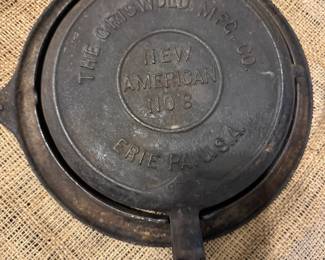 THE GRISWOLD MFG. CO.
NEW
AMERICAN
NO 8
ERIE PA. U.S.A.